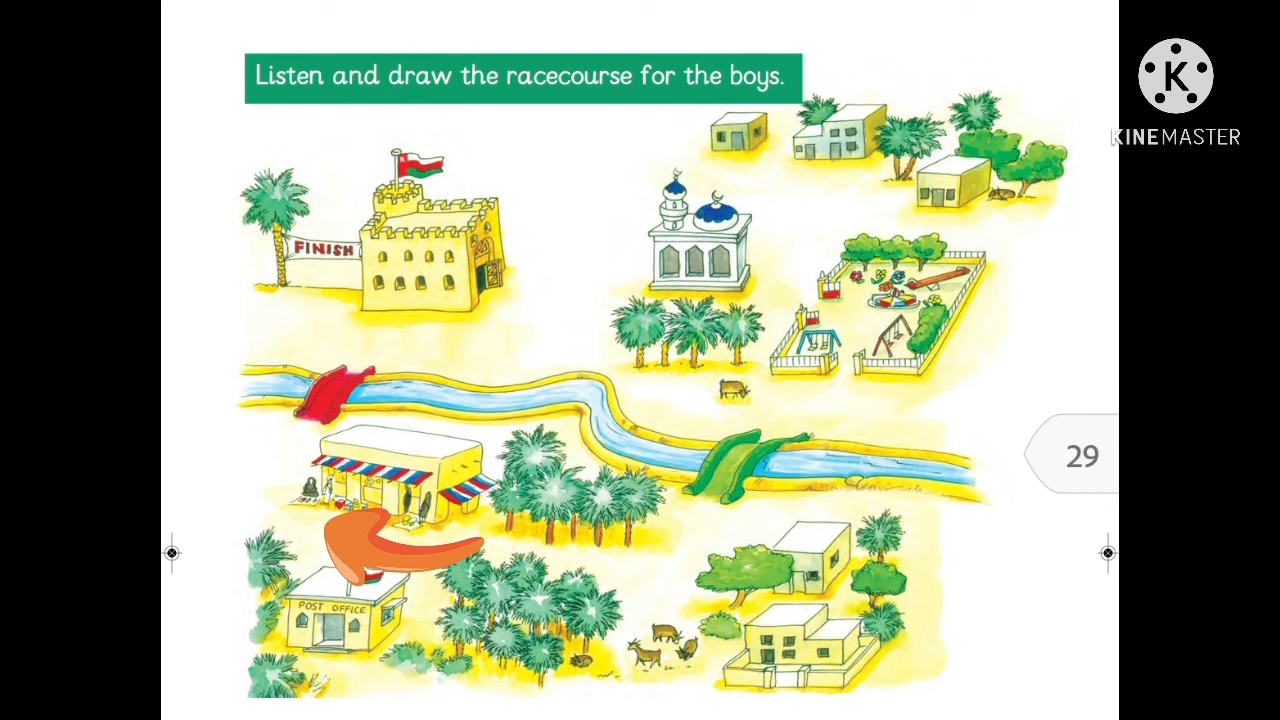 Listen and draw the racecourse for the boys.
K
KINEMASTER
FINISH
29
POST OFFICE